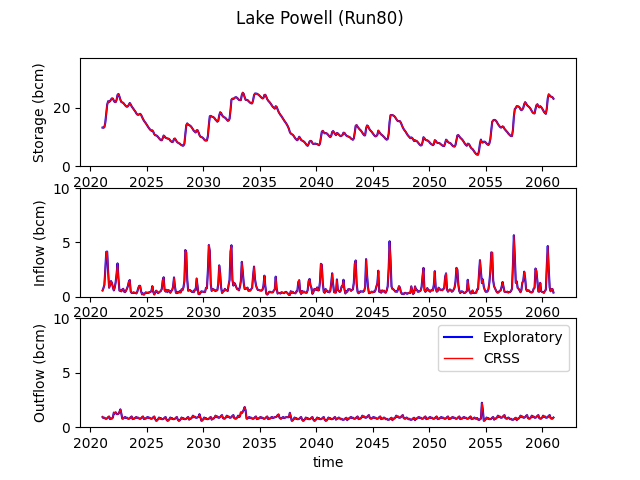 Lake Powell (Run80)
Storage (bcm)
20
0
2020 2025 2030 2035 2040 2045 2050 2055 2060
Inflow (bcm)
10
5
0
2020 2025 2030 2035 2040 2045 2050 2055 2060
Outflow (bcm)
10
5
0
Exploratory
CRSS
2020 2025 2030 2035 2040 2045 2050 2055 2060
time